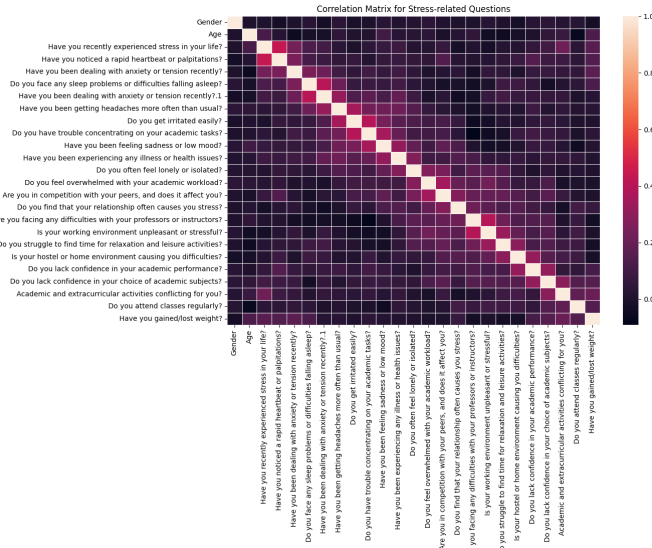 Correlation Matrix for Stress-related Questions
Gender
Age
Have you recently experienced stress in your life?
Have you noticed a rapid heartbeat or palpitations?
Have you been dealing with anxiety or tension recently?
Do you face any sleep problems or difficulties falling asleep?
Have you been dealing with anxiety or tension recently?.1
Have you been getting headaches more often than usual?
Do you get irritated easily?
Do you have trouble concentrating on your academic tasks?
Have you been feeling sadness or low mood?
Have you been experiencing any illness or health issues?
Do you often feel lonely or isolated?
Do you feel overwhelmed with your academic workload?
Are you in competition with your peers, and does it affect you?
Do you find that your relationship often causes you stress?
re you facing any difficulties with your professors or instructors?
Is your working environment unpleasant or stressful?
Do you struggle to find time for relaxation and leisure activities?
Is your hostel or home environment causing you difficulties?
Do you lack confidence in your academic performance?
Do you lack confidence in your choice of academic subjects?
Academic and extracurricular activities conflicting for you?
Do you attend classes regularly?
Have you gained/lost weight?
Gender
Age
Have you recently experienced stress in your life?
Have you noticed a rapid heartbeat or palpitations?
Have you been dealing with anxiety or tension recently?
Do you face any sleep problems or difficulties falling asleep?
Have you been dealing with anxiety or tension recently?.1
Have you been getting headaches more often than usual?
Do you get irritated easily?
Do you have trouble concentrating on your academic tasks?
Have you been feeling sadness or low mood?
Have you been experiencing any illness or health issues?
Do you often feel lonely or isolated?
Do you feel overwhelmed with your academic workload?
Are you in competition with your peers, and does it affect you?
Do you find that your relationship often causes you stress?
you facing any difficulties with your professors or instructors?
Is your working environment unpleasant or stressful?
o you struggle to find time for relaxation and leisure activities?
Is your hostel or home environment causing you difficulties?
Do you lack confidence in your academic performance?
Do you lack confidence in your choice of academic subjects?
Academic and extracurricular activities conflicting for you?
Do you attend classes regularly?
Have you gained/lost weight?
1.0
0.8
0.6
0.4
0.2
0.0